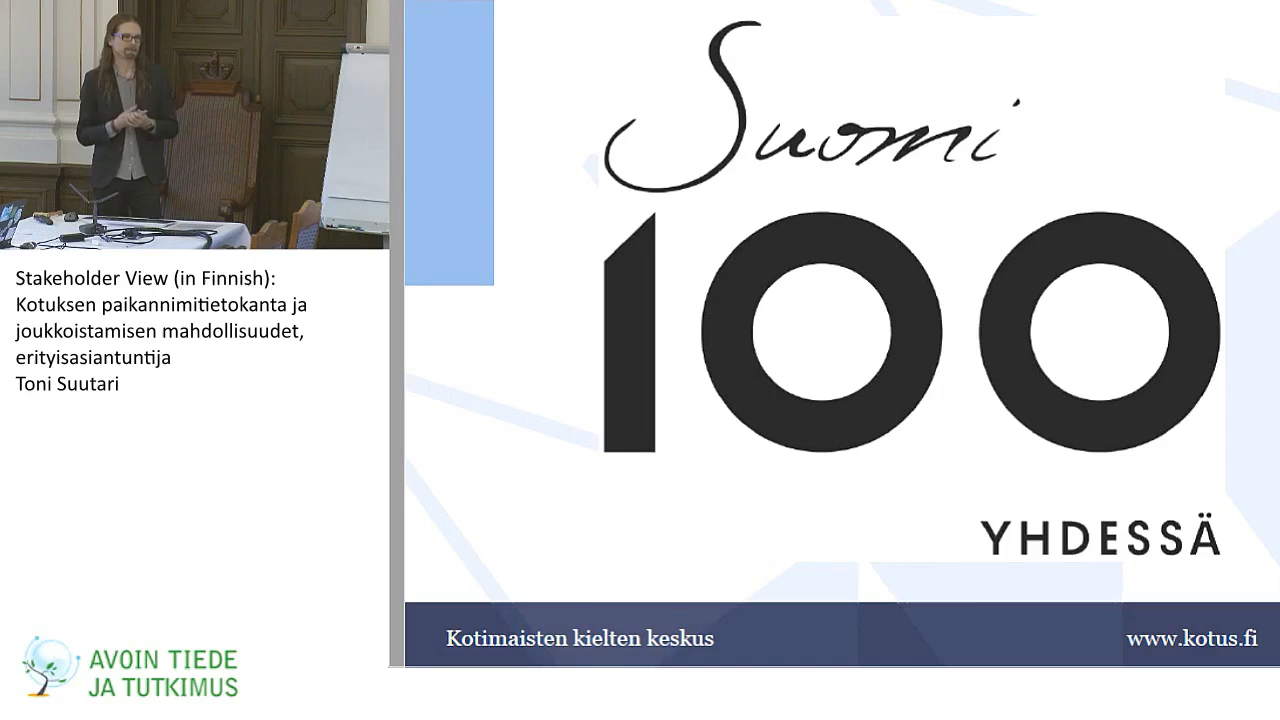 Stakeholder View (in Finnish):
Kotuksen paikannimitietokanta ja
joukkoistamisen mahdollisuudet,
erityisasiantuntija
Toni Suutari
AVOIN TIEDE
JA TUTKIMUS
Suomi
100
YHDESSÄ
Kotimaisten kielten keskus
www.kotus.fi